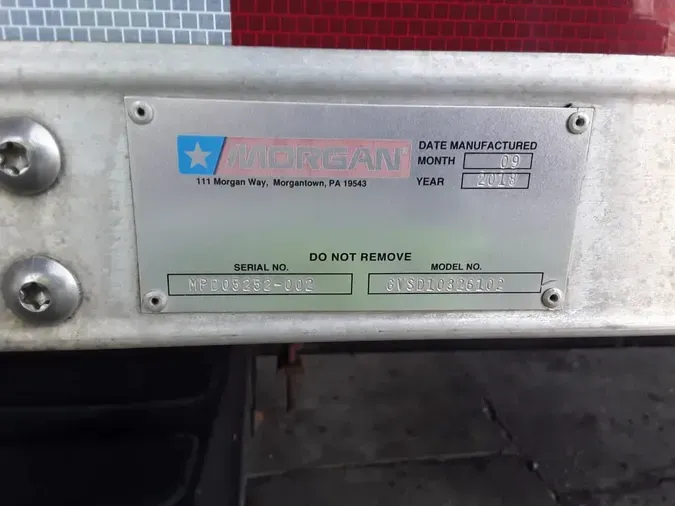 MORGAN
111 Morgan Way, Morgantown, PA 19543
DATE MANUFACTURED
MONTH 09
YEAR 2018
DO NOT REMOVE
SERIAL NO.
MODEL NO.
GVSD10326102